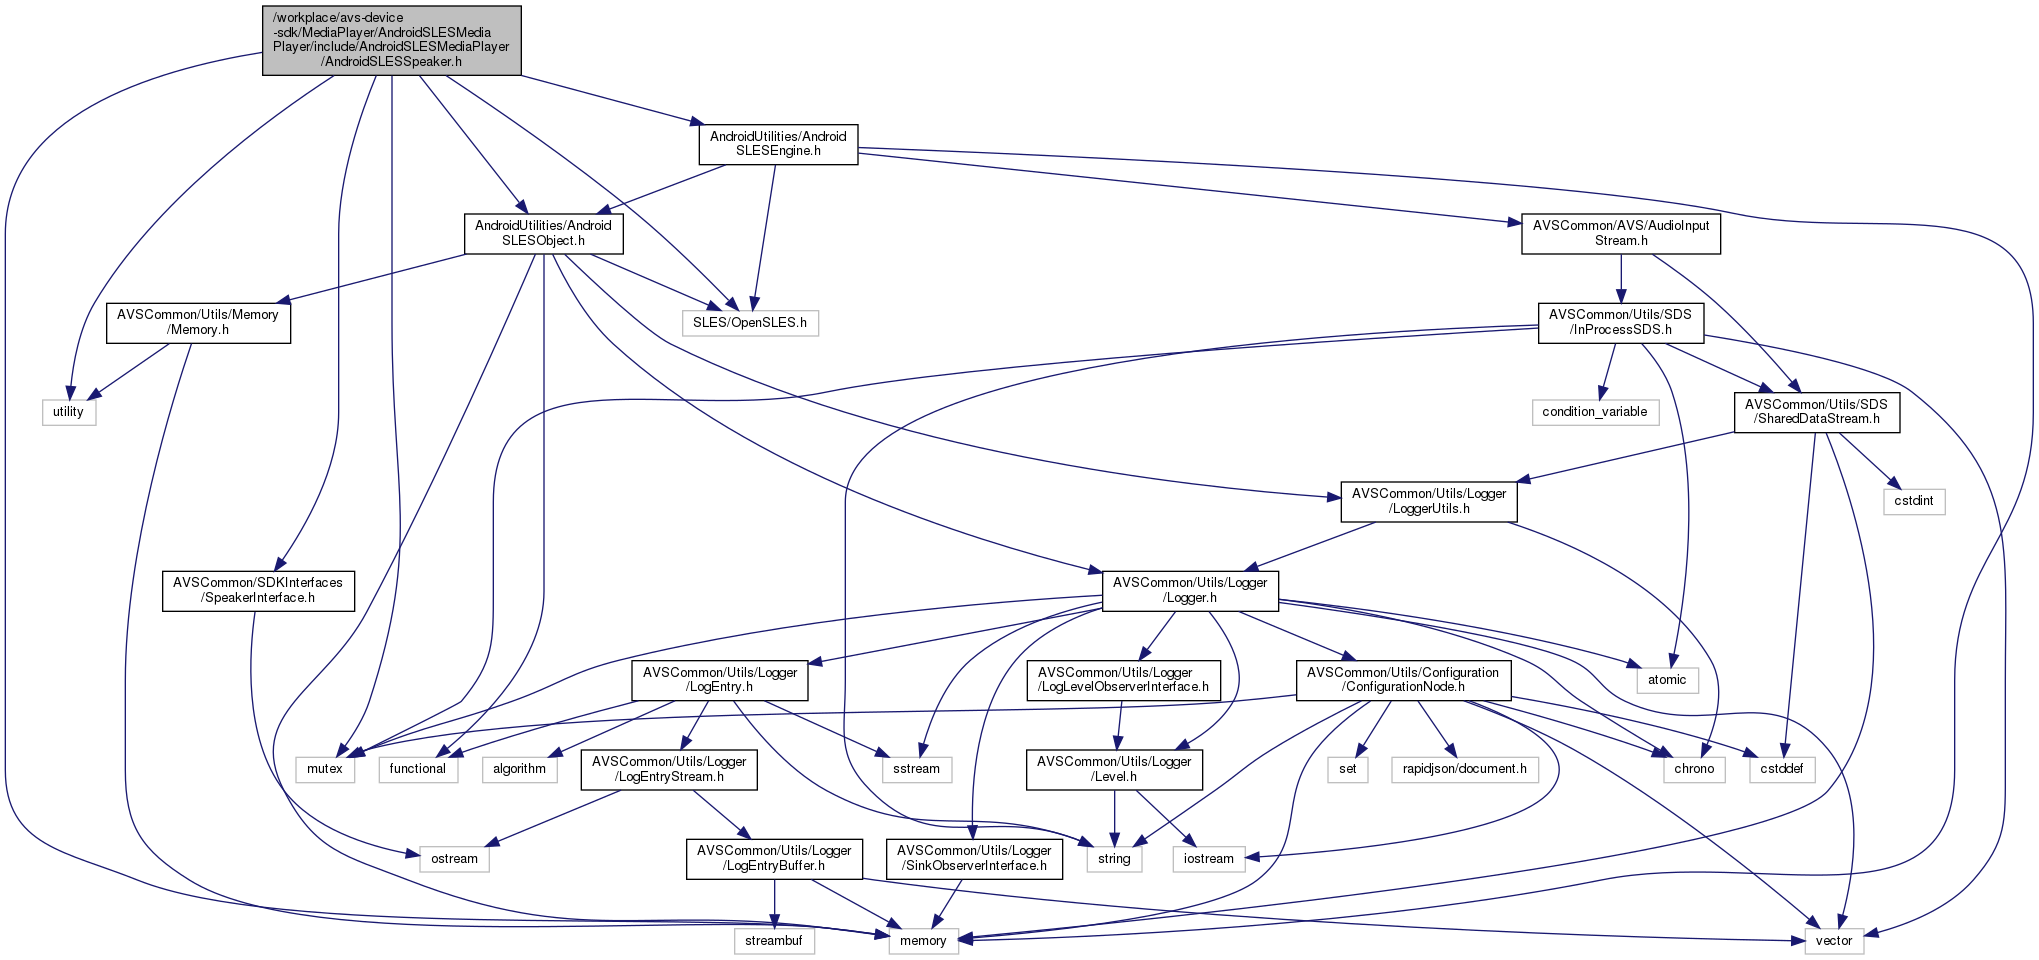 /workplace/avs-device
-sdk/MediaPlayer/AndroidSLESMedia
Player/include/AndroidSLESMediaPlayer
/AndroidSLESSpeaker.h
AndroidUtilities/Android
SLESEngine.h
AndroidUtilities/Android
SLESObject.h
AVSCommon/AVS/AudioInput
Stream.h
AVSCommon/Utils/Memory
/Memory.h
SLES/OpenSLES.h
AVSCommon/Utils/SDS
/InProcessSDS.h
utility
condition_variable
AVSCommon/Utils/SDS
/SharedDataStream.h
AVSCommon/Utils/Logger
/LoggerUtils.h
cstdint
AVSCommon/SDKInterfaces
/SpeakerInterface.h
AVSCommon/Utils/Logger
/Logger.h
AVSCommon/Utils/Logger
/LogEntry.h
AVSCommon/Utils/Logger
/LogLevelObserverInterface.h
AVSCommon/Utils/Configuration
/ConfigurationNode.h
atomic
mutex
functional
algorithm
AVSCommon/Utils/Logger
/LogEntryStream.h
sstream
AVSCommon/Utils/Logger
/Level.h
set
rapidjson/document.h
chrono
cstddef
ostream
AVSCommon/Utils/Logger
/LogEntryBuffer.h
AVSCommon/Utils/Logger
/SinkObserverInterface.h
string
iostream
streambuf
memory
vector